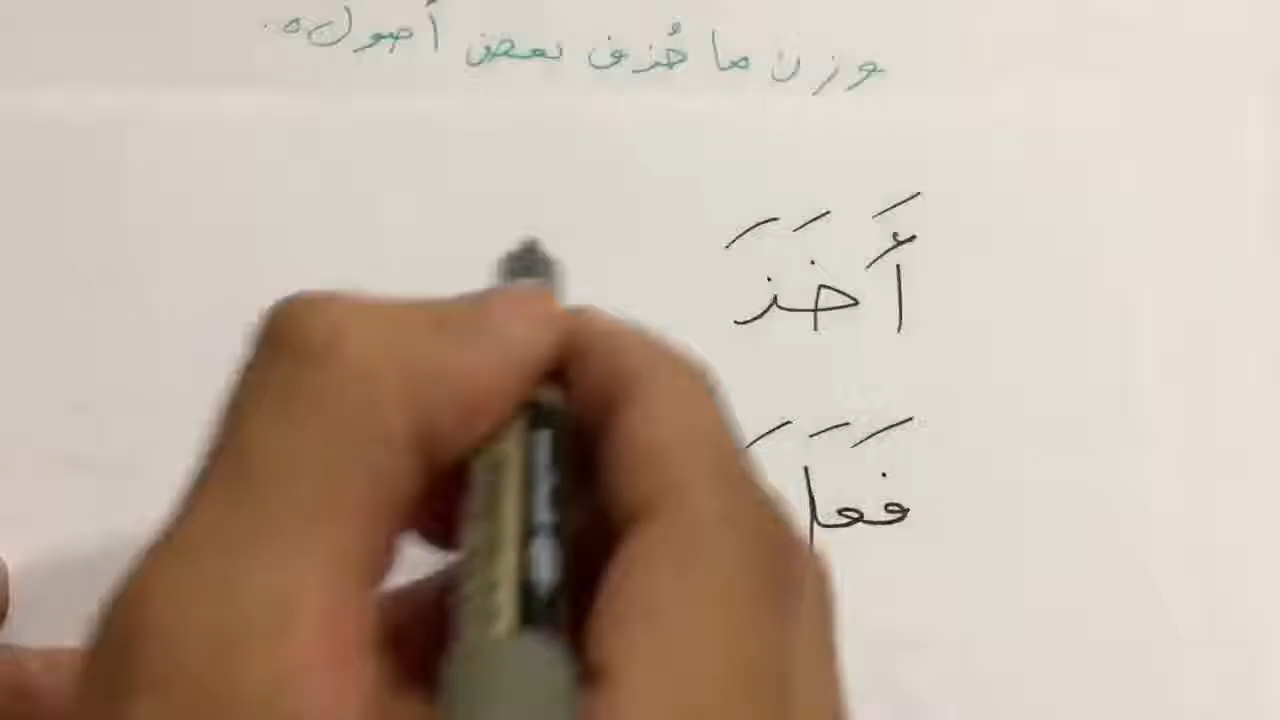 وزن ما حُذف بعض أصوله.
أَخَذَ
فَعَلَ